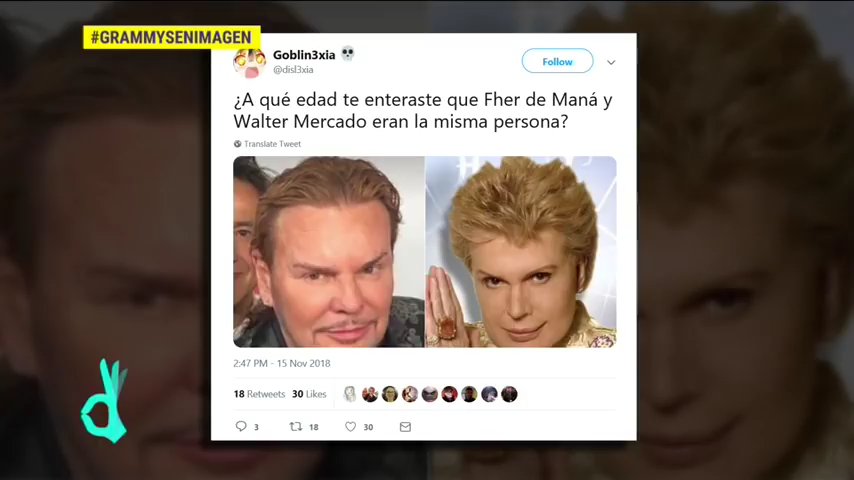 #GRAMMYSENIMAGEN
Goblin3xia
@disl3xia
Follow
¿A qué edad te enteraste que Fher de Maná y
Walter Mercado eran la misma persona?
Translate Tweet
2:47 PM - 15 Nov 2018
18 Retweets 30 Likes
3 18 30